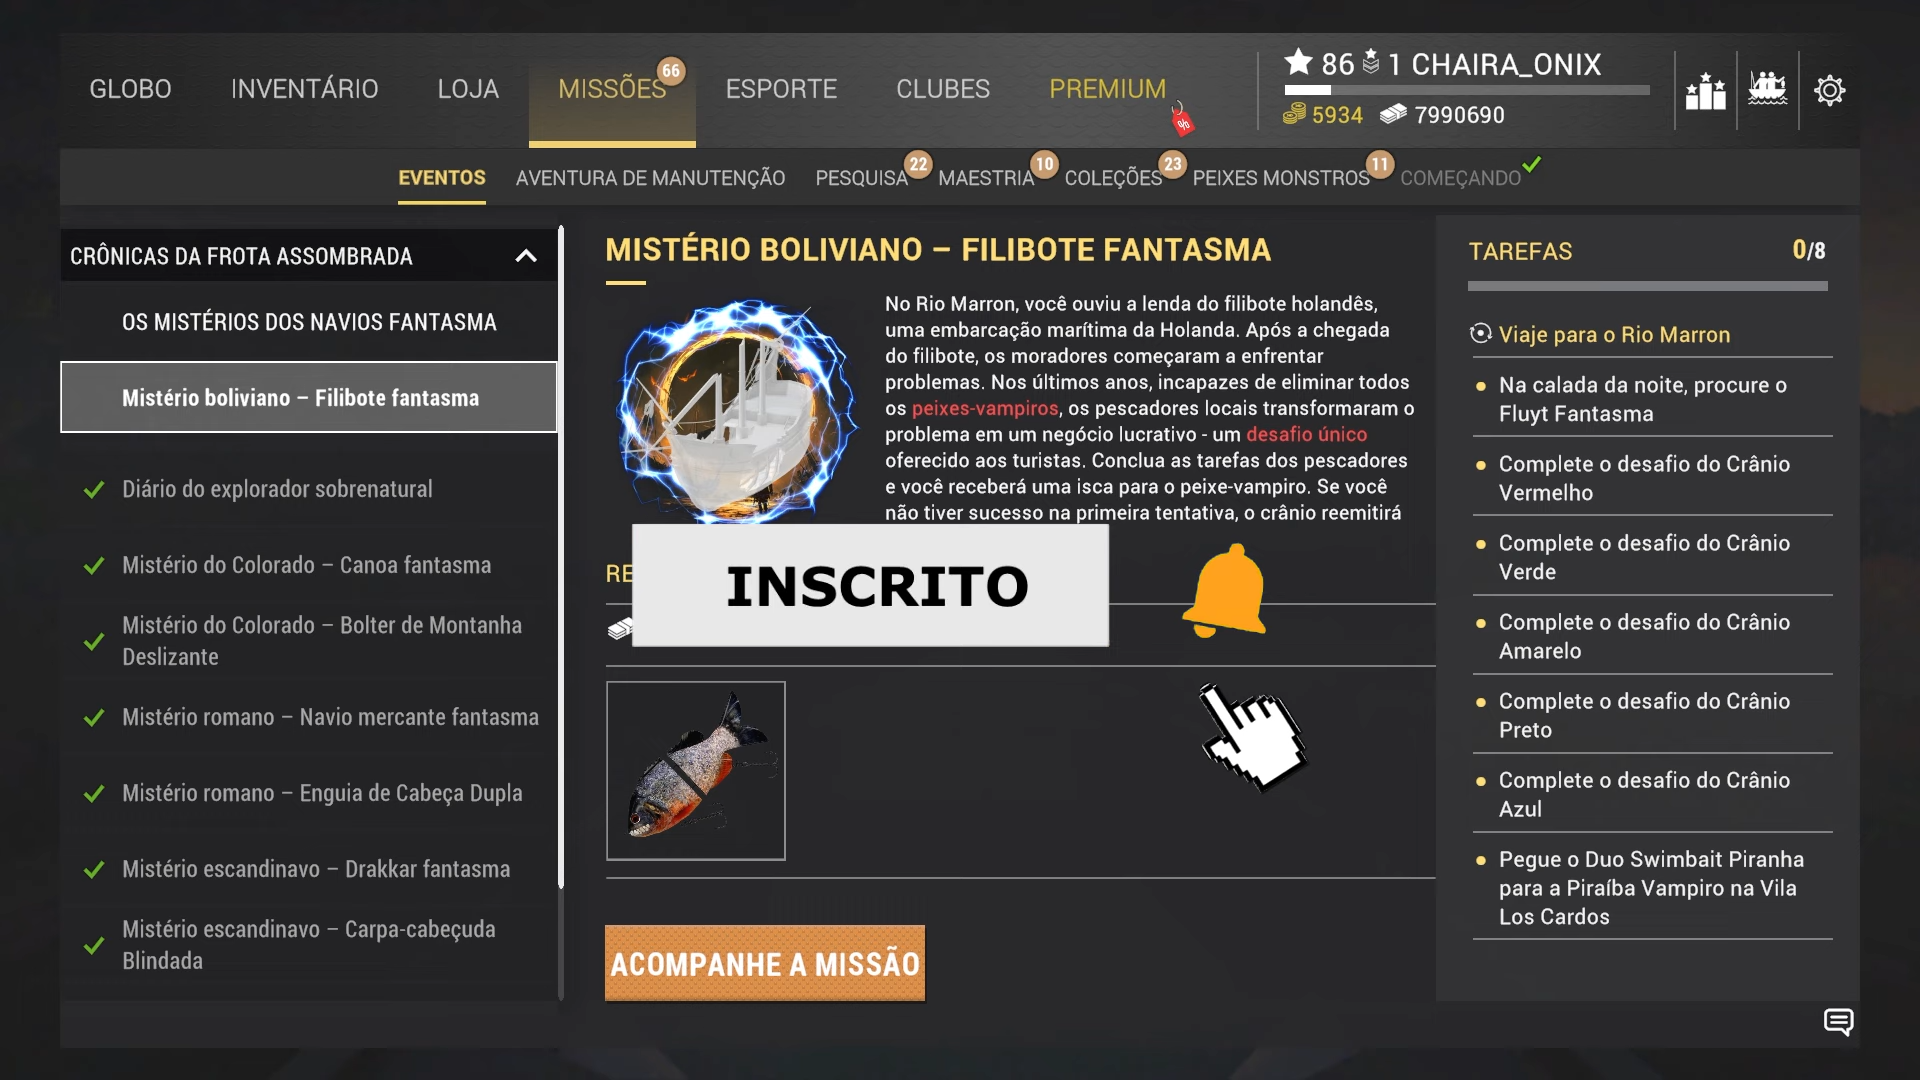 GLOBO
INVENTÁRIO
LOJA
MISSÕES
66
ESPORTE
CLUBES
PREMIUM
%
86 1 CHAIRA_ONIX
5934 7990690
EVENTOS
AVENTURA DE MANUTENÇÃO
PESQUISA
22
MAESTRIA
10
COLEÇÕES
23
PEIXES MONSTROS
11
COMEÇANDO
CRÔNICAS DA FROTA ASSOMBRADA
OS MISTÉRIOS DOS NAVIOS FANTASMA
Mistério boliviano – Filibote fantasma
Diário do explorador sobrenatural
Mistério do Colorado – Canoa fantasma
Mistério do Colorado – Bolter de Montanha
Deslizante
Mistério romano – Navio mercante fantasma
Mistério romano – Enguia de Cabeça Dupla
Mistério escandinavo – Drakkar fantasma
Mistério escandinavo – Carpa-cabeçuda
Blindada
MISTÉRIO BOLIVIANO – FILIBOTE FANTASMA
No Rio Marron, você ouviu a lenda do filibote holandês,
uma embarcação marítima da Holanda. Após a chegada
do filibote, os moradores começaram a enfrentar
problemas. Nos últimos anos, incapazes de eliminar todos
os peixes-vampiros, os pescadores locais transformaram o
problema em um negócio lucrativo - um desafio único
oferecido aos turistas. Conclua as tarefas dos pescadores
e você receberá uma isca para o peixe-vampiro. Se você
não tiver sucesso na primeira tentativa, o crânio reemitirá
RE
INSCRITO
ACOMPANHE A MISSÃO
TAREFAS 0/8
Viaje para o Rio Marron
Na calada da noite, procure o
Fluyt Fantasma
Complete o desafio do Crânio
Vermelho
Complete o desafio do Crânio
Verde
Complete o desafio do Crânio
Amarelo
Complete o desafio do Crânio
Preto
Complete o desafio do Crânio
Azul
Pegue o Duo Swimbait Piranha
para a Piraíba Vampiro na Vila
Los Cardos